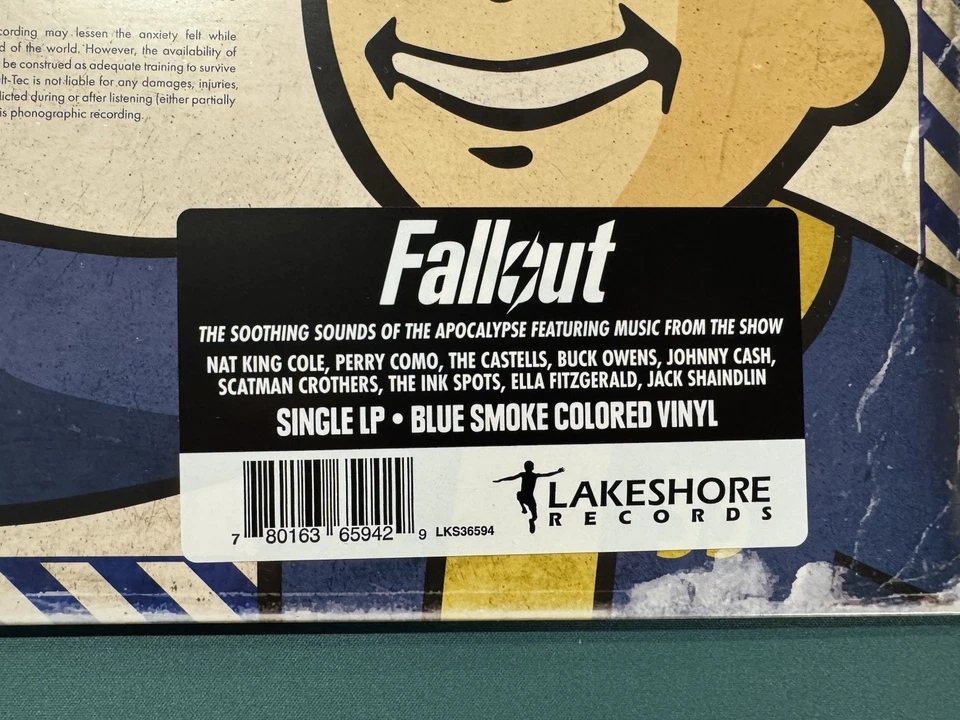 cording may lessen the anxiety felt while
d of the world. However, the availability of
be construed as adequate training to survive
lt-Tec is not liable for any damages, injuries,
licted during or after listening (either partially
is phonographic recording.
Fallout
THE SOOTHING SOUNDS OF THE APOCALYPSE FEATURING MUSIC FROM THE SHOW
NAT KING COLE, PERRY COMO, THE CASTELLS, BUCK OWENS, JOHNNY CASH,
SCATMAN CROTHERS, THE INK SPOTS, ELLA FITZGERALD, JACK SHAINDLIN
SINGLE LP • BLUE SMOKE COLORED VINYL
LAKESHORE
RECORDS
7 80163 65942 9 LKS36594